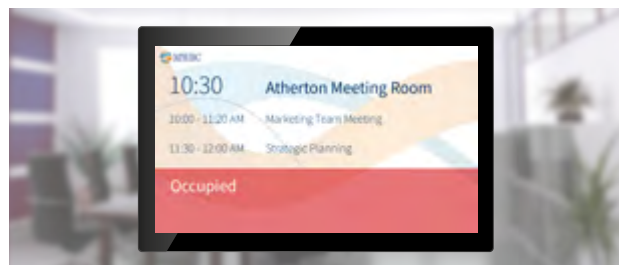 10:30 Atherton Meeting Room
10:00 - 11:20 AM Marketing Team Meeting
11:30 - 12:00 AM Strategic Planning
Occupied